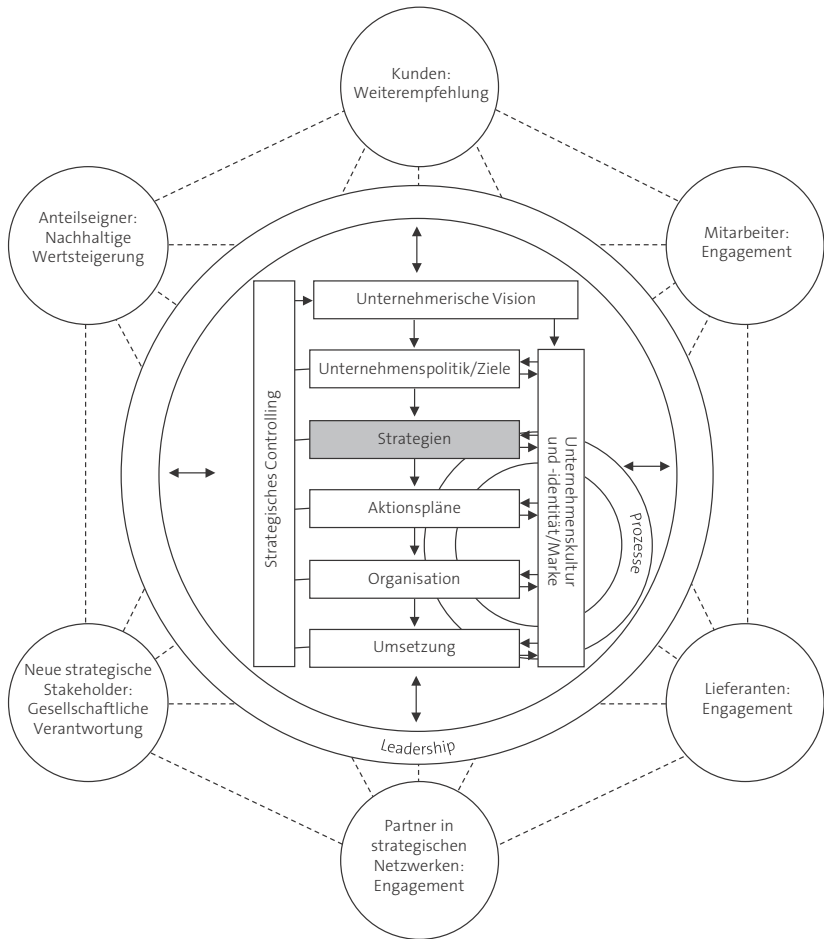 Kunden:
Weiterempfehlung
Anteilseigner:
Nachhaltige
Wertsteigerung
Mitarbeiter:
Engagement
Unternehmerische Vision
Unternehmenspolitik/Ziele
Strategien
Aktionspläne
Organisation
Umsetzung
Strategisches Controlling
Unternehmenskultur
und -identität/Marke
Prozesse
Neue strategische
Stakeholder:
Gesellschaftliche
Verantwortung
Lieferanten:
Engagement
Leadership
Partner in
strategischen
Netzwerken:
Engagement